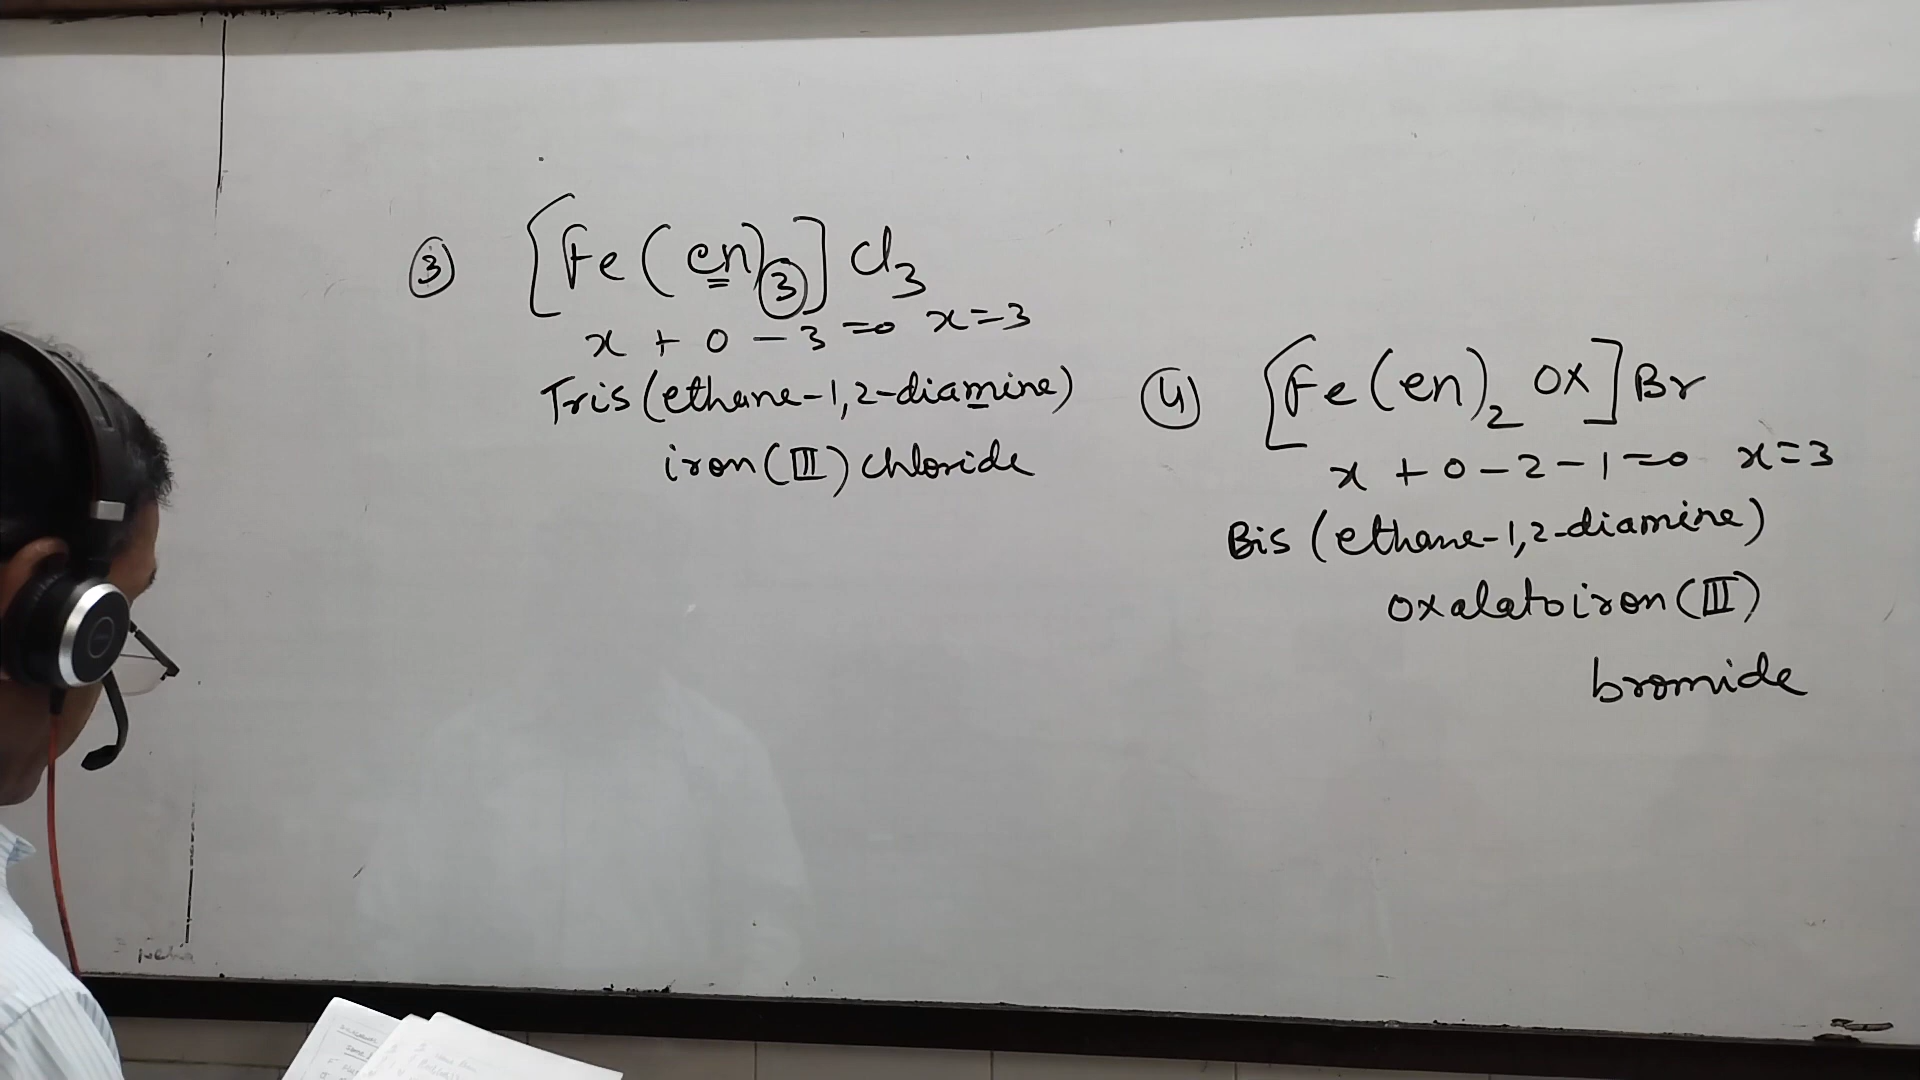 ③ [Fe(en)₃]Cl₃
x + 0 - 3 = 0 x = 3
Tris (ethane-1,2-diamine)
iron (III) chloride
④ [Fe(en)₂ ox]Br
x + 0 - 2 - 1 = 0 x = 3
Bis (ethane-1,2-diamine)
oxalatoiron (III)
bromide